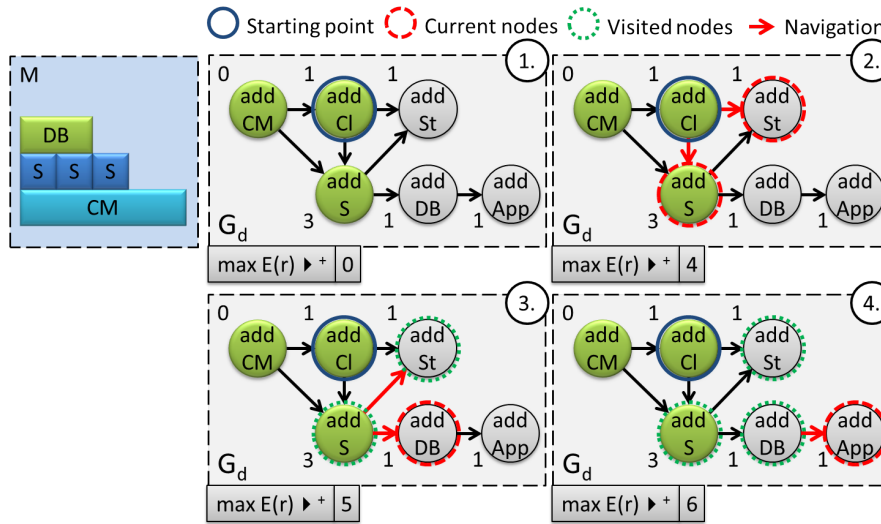 Starting point Current nodes Visited nodes Navigation
M
DB
S S S
CM
1.
0 1 1
add CM
add Cl
add St
add S
add DB
add App
3 1 1
G_d
max E(r) ▶ + 0
2.
0 1 1
add CM
add Cl
add St
add S
add DB
add App
3 1 1
G_d
max E(r) ▶ + 4
3.
0 1 1
add CM
add Cl
add St
add S
add DB
add App
3 1 1
G_d
max E(r) ▶ + 5
4.
0 1 1
add CM
add Cl
add St
add S
add DB
add App
3 1 1
G_d
max E(r) ▶ + 6